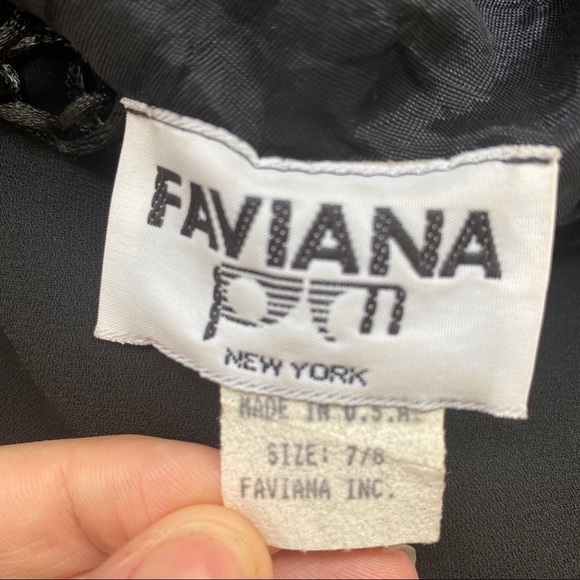 FAVIANA
pm
NEW YORK
MADE IN U.S.A
SIZE: 7/8
FAVIANA INC.